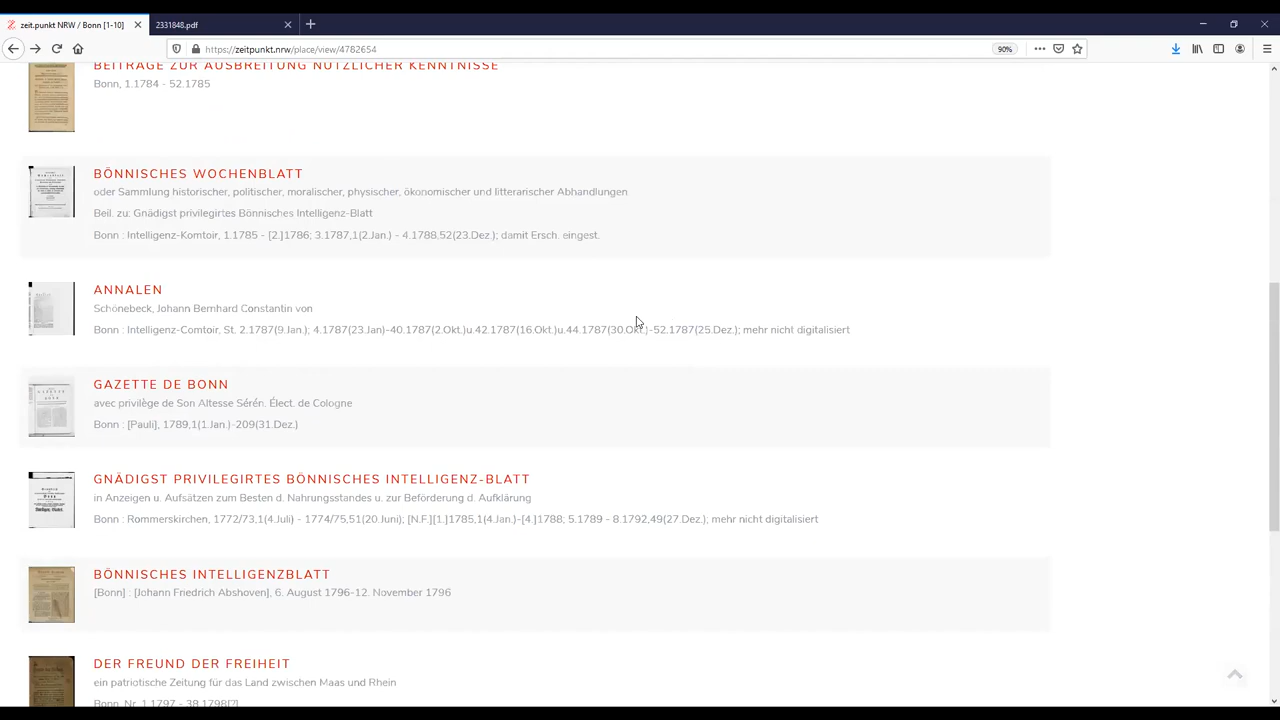 zeit.punkt NRW / Bonn [1-10]
2331848.pdf
https://zeitpunkt.nrw/place/view/4782654
90%
BEITRÄGE ZUR AUSBREITUNG NÜTZLICHER KENNTNISSE
Bonn, 1.1784 - 52.1785
BÖNNISCHES WOCHENBLATT
oder Sammlung historischer, politischer, moralischer, physischer, ökonomischer und litterarischer Abhandlungen
Beil. zu: Gnädigst privilegirtes Bönnisches Intelligenz-Blatt
Bonn : Intelligenz-Komtoir, 1.1785 - [2.]1786; 3.1787,1(2.Jan.) - 4.1788,52(23.Dez.); damit Ersch. eingest.
ANNALEN
Schönebeck, Johann Bernhard Constantin von
Bonn : Intelligenz-Comtoir, St. 2.1787(9.Jan.); 4.1787(23.Jan)-40.1787(2.Okt.)u.42.1787(16.Okt.)u.44.1787(30.Okt.)-52.1787(25.Dez.); mehr nicht digitalisiert
GAZETTE DE BONN
avec privilège de Son Altesse Sérén. Élect. de Cologne
Bonn : [Pauli], 1789,1(1.Jan.)-209(31.Dez.)
GNÄDIGST PRIVILEGIRTES BÖNNISCHES INTELLIGENZ-BLATT
in Anzeigen u. Aufsätzen zum Besten d. Nahrungsstandes u. zur Beförderung d. Aufklärung
Bonn : Rommerskirchen, 1772/73,1(4.Juli) - 1774/75,51(20.Juni); [N.F.][1.]1785,1(4.Jan.)-[4.]1788; 5.1789 - 8.1792,49(27.Dez.); mehr nicht digitalisiert
BÖNNISCHES INTELLIGENZBLATT
[Bonn] : [Johann Friedrich Abshoven], 6. August 1796-12. November 1796
DER FREUND DER FREIHEIT
ein patriotische Zeitung für das Land zwischen Maas und Rhein
Bonn, Nr. 1.1797 - 38.1798[?]